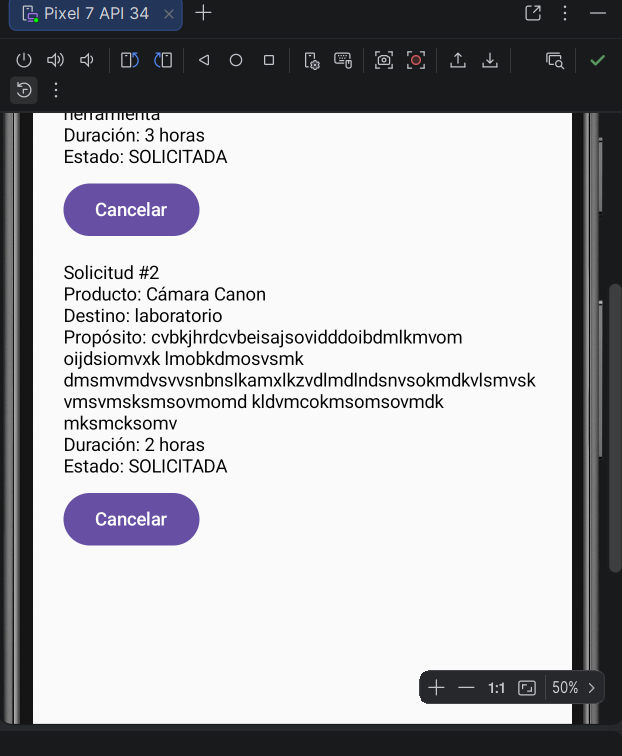 Pixel 7 API 34
herramienta
Duración: 3 horas
Estado: SOLICITADA
Cancelar
Solicitud #2
Producto: Cámara Canon
Destino: laboratorio
Propósito: cvbkjhrdcvbeisajsovidddoibdmlkmvom
oijdsiomvxk lmobkdmosvsmk
dmsmvmdvsvvsnbnslkamxlkzvdlmdlndsnvsokmdkvlsmvsk
vmsvmsksmsovmomd kldvmcokmsomsovmdk
mksmcksomv
Duración: 2 horas
Estado: SOLICITADA
Cancelar
1:1
50%